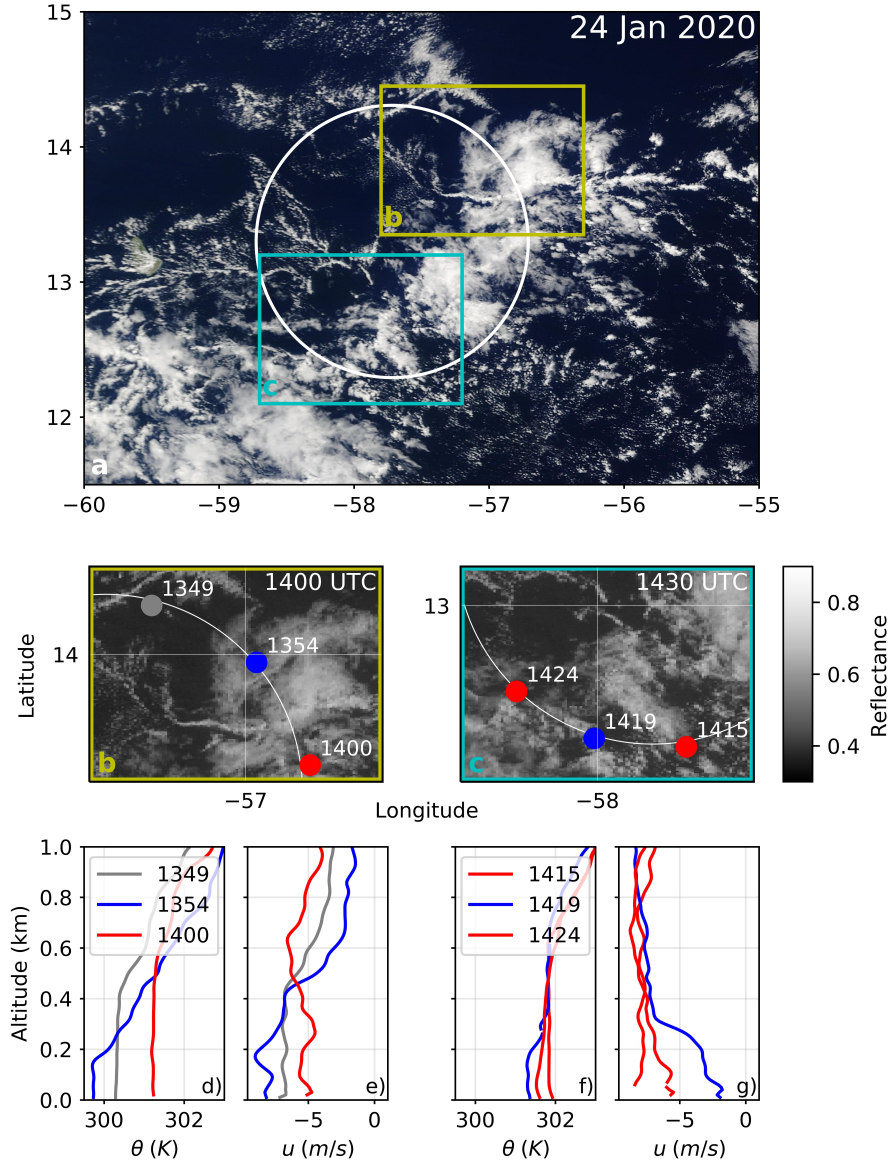 24 Jan 2020
15
14
13
12
b
c
a
−60 −59 −58 −57 −56 −55
1349 1400 UTC
1354
1400
b
14
Latitude
−57
1430 UTC
13
1424
1419
1415
c
−58
Longitude
0.8
0.6
0.4
Reflectance
1.0
0.8
0.6
0.4
0.2
0.0
Altitude (km)
1349
1354
1400
d)
e)
1415
1419
1424
f)
g)
300 302
−5 0
300 302
−5 0
θ (K)
u (m/s)
θ (K)
u (m/s)